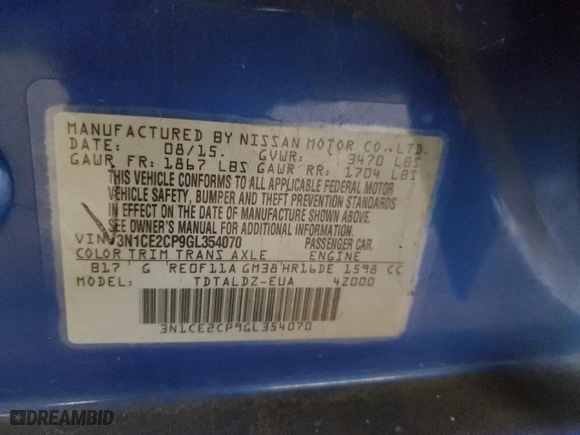 MANUFACTURED BY NISSAN MOTOR CO.,LTD.
DATE: 08/15. GVWR: 3470 LBS
GAWR FR: 1867 LBS GAWR RR: 1704 LBS
THIS VEHICLE CONFORMS TO ALL APPLICABLE FEDERAL MOTOR
VEHICLE SAFETY, BUMPER AND THEFT PREVENTION STANDARDS
IN EFFECT ON THE DATE OF MANUFACTURE SHOWN ABOVE.
SEE OWNER'S MANUAL FOR ADDITIONAL INFORMATION.
VIN: 3N1CE2CP9GL354070 PASSENGER CAR.
COLOR TRIM TRANS AXLE ENGINE
B17 G RE0F11A GM38 HR16DE 1598 CC
MODEL: TDTALDZ-EUA 4Z000
3N1CE2CP9GL354070
DREAMBID